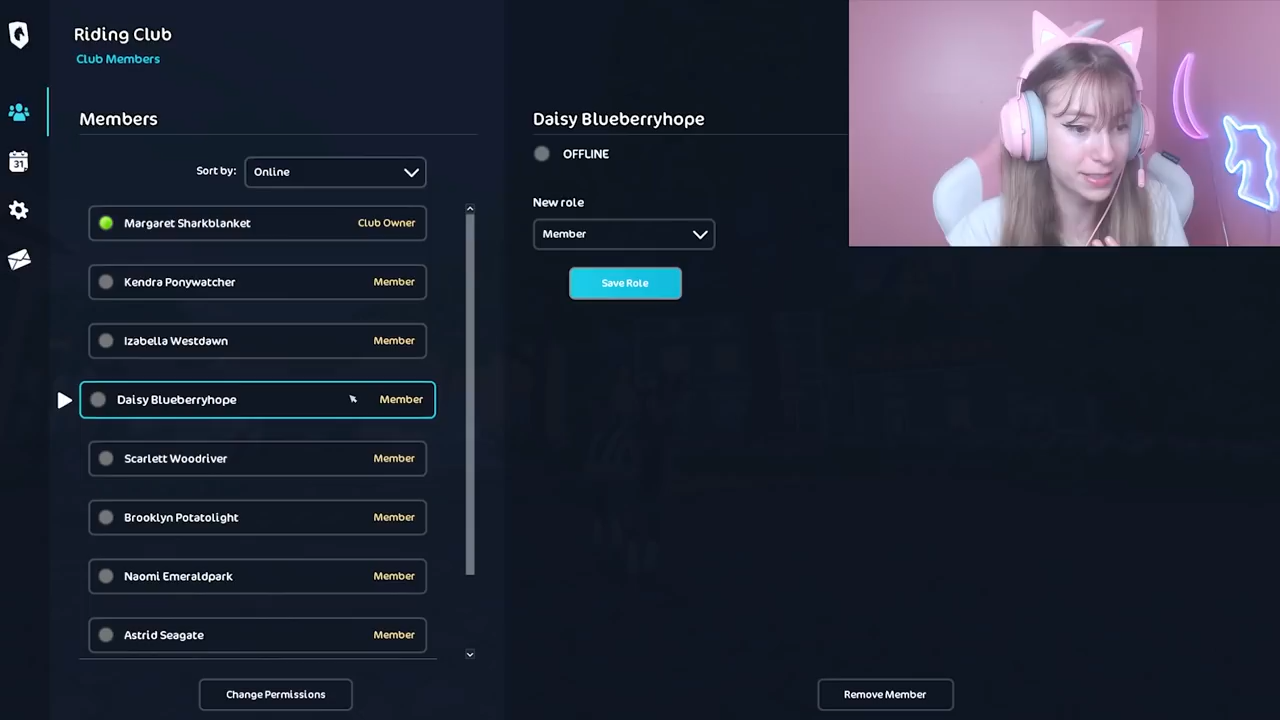 Riding Club
Club Members
31
Members
Sort by: Online
Margaret Sharkblanket Club Owner
Kendra Ponywatcher Member
Izabella Westdawn Member
Daisy Blueberryhope Member
Scarlett Woodriver Member
Brooklyn Potatolight Member
Naomi Emeraldpark Member
Astrid Seagate Member
Change Permissions
Daisy Blueberryhope
OFFLINE
New role
Member
Save Role
Remove Member